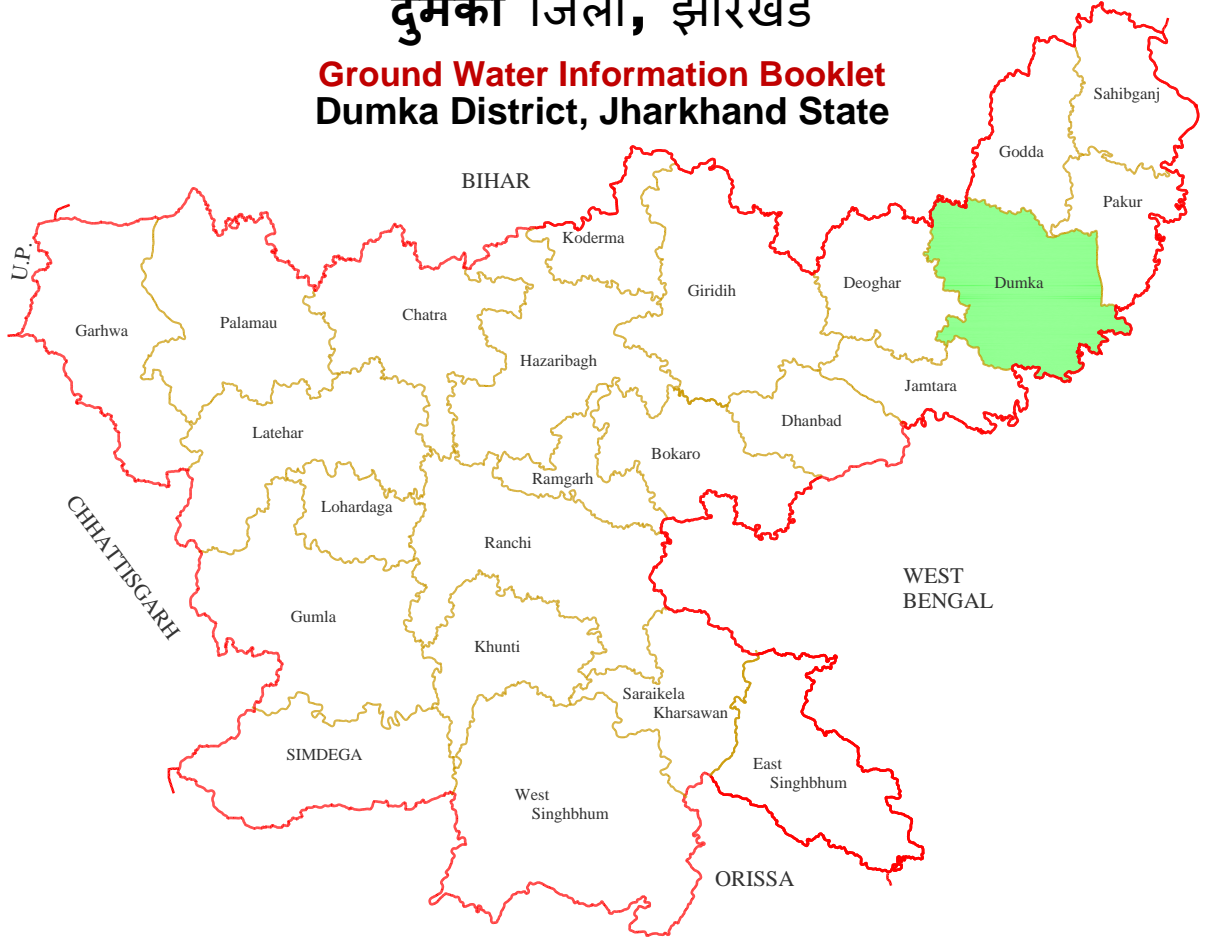 दुमका जिला, झारखंड
Ground Water Information Booklet
Dumka District, Jharkhand State
Sahibganj
Godda
BIHAR
Pakur
Koderma
U.P.
Giridih
Deoghar
Dumka
Garhwa
Palamau
Chatra
Hazaribagh
Jamtara
Latehar
Dhanbad
Bokaro
Ramgarh
Lohardaga
Ranchi
CHHATTISGARH
WEST
BENGAL
Gumla
Khunti
Saraikela
Kharsawan
SIMDEGA
East
Singhbhum
West
Singhbhum
ORISSA